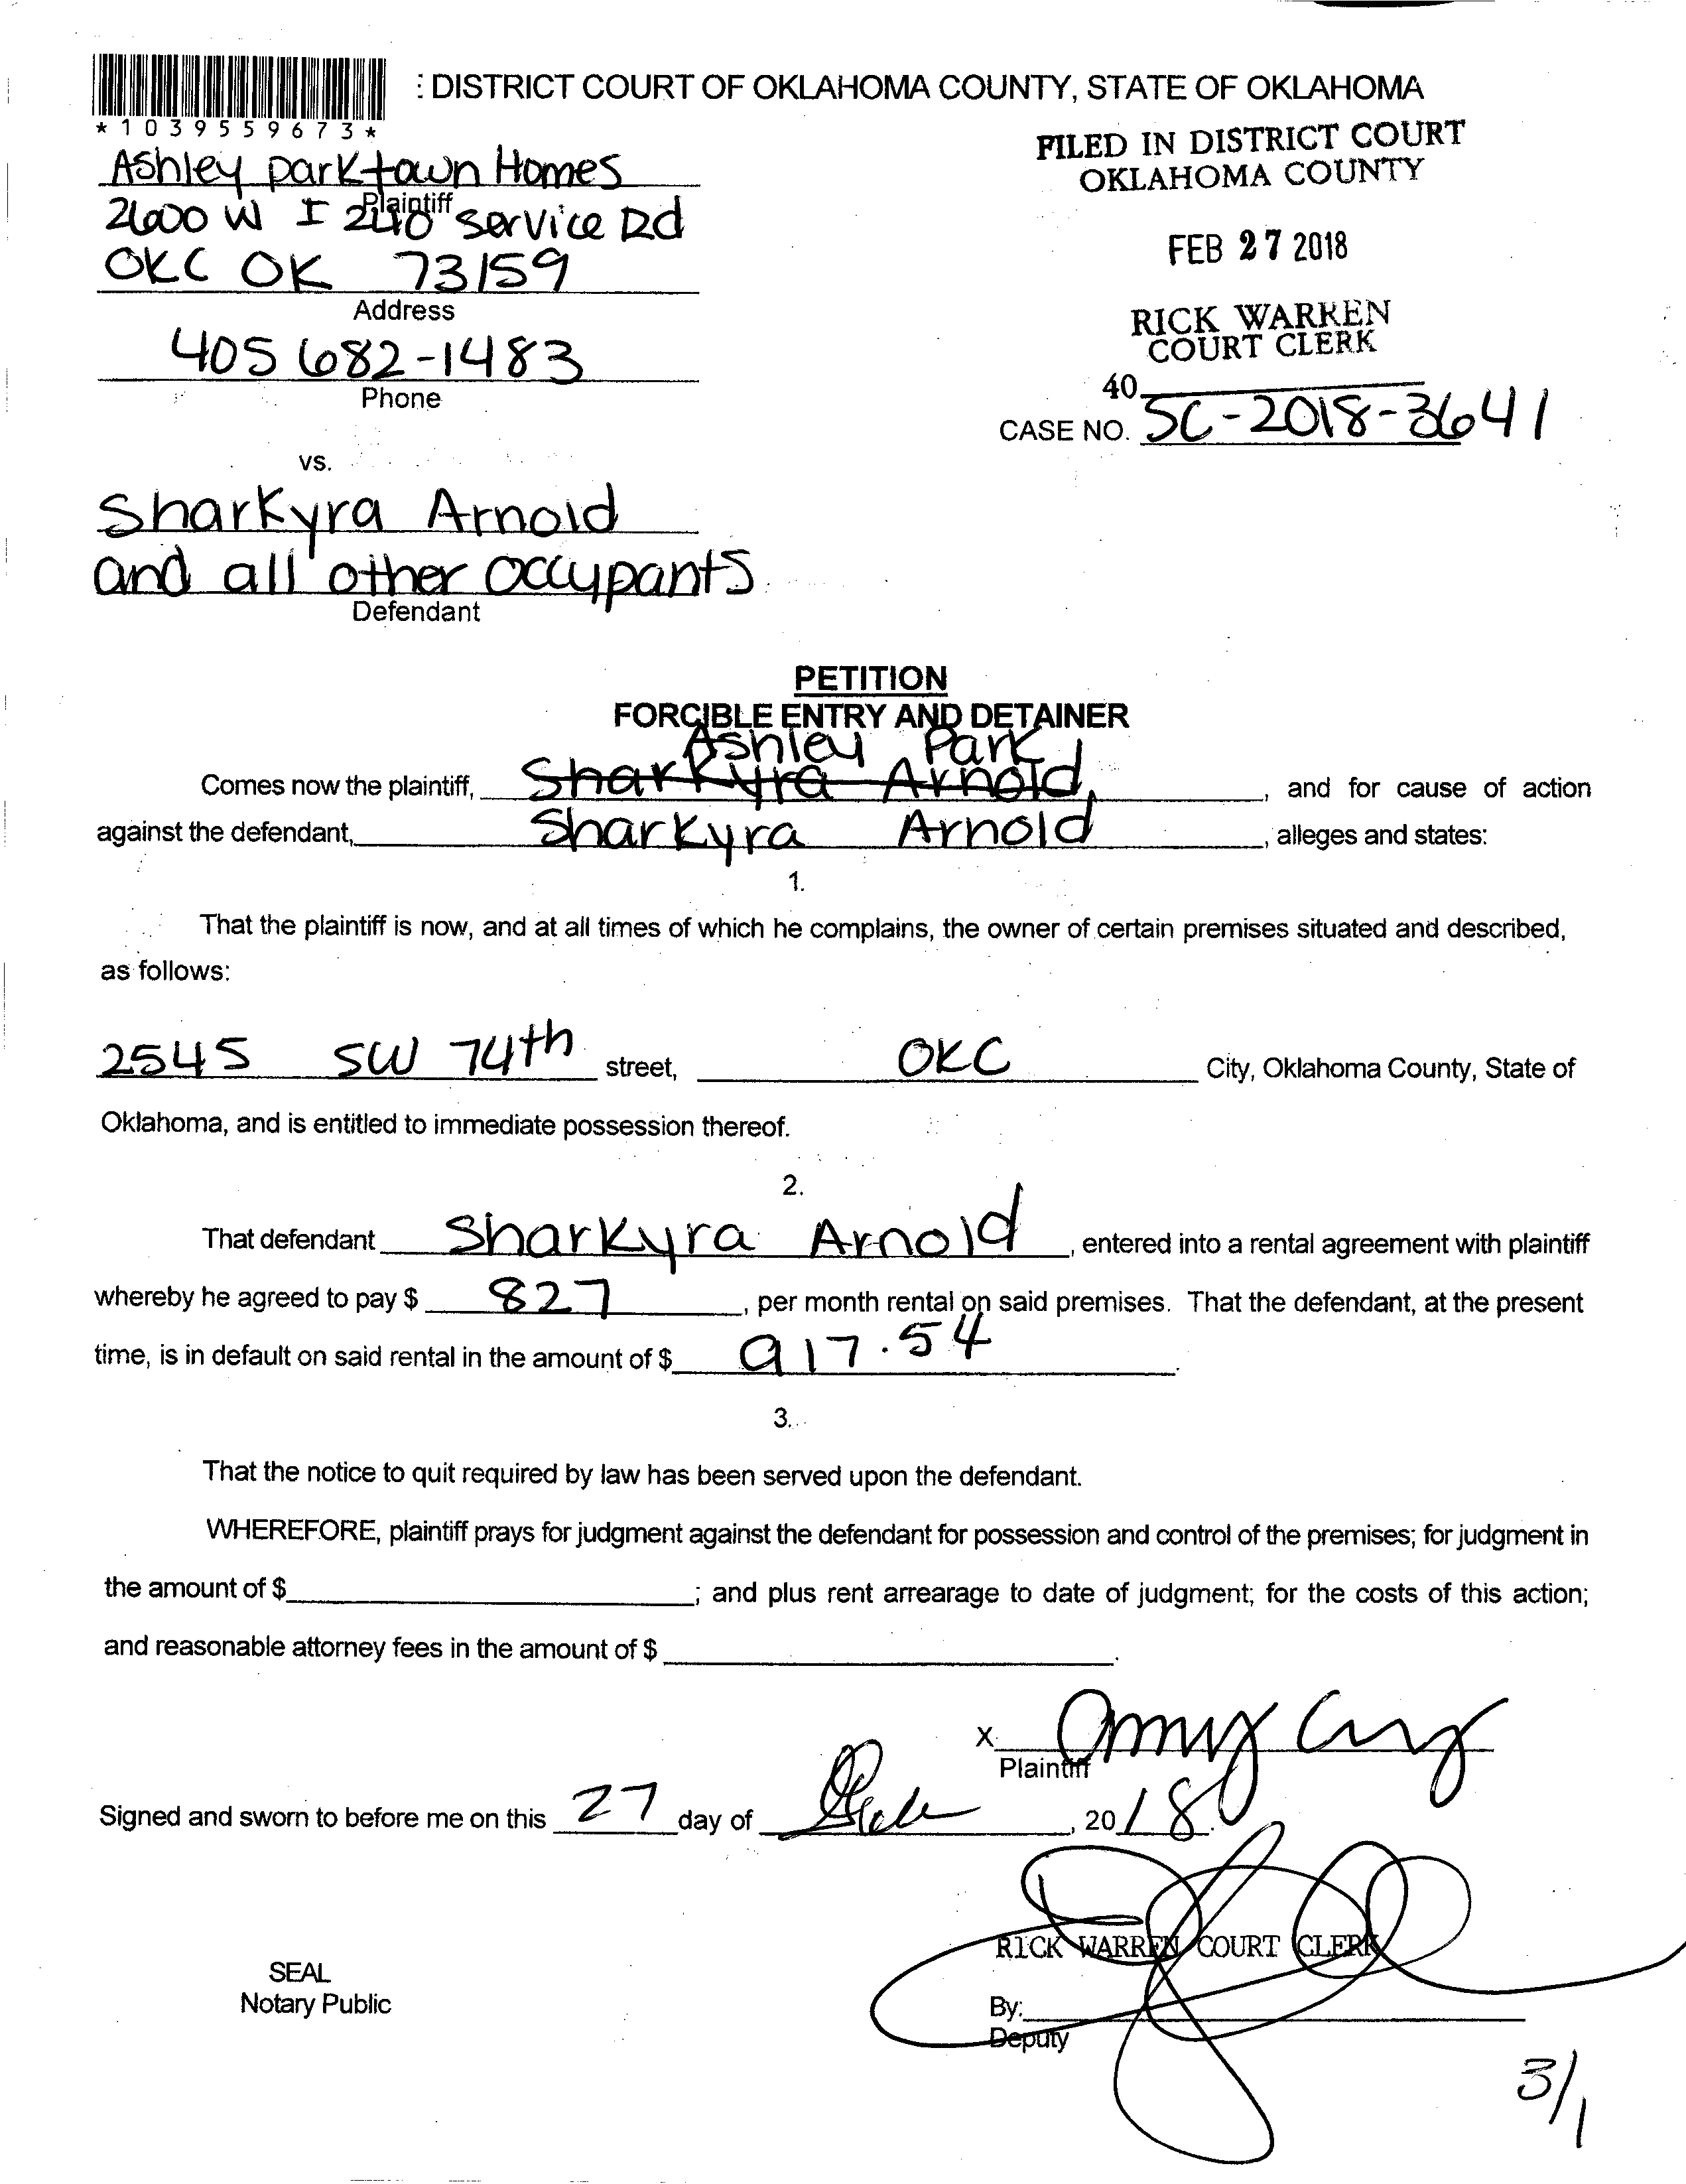 : DISTRICT COURT OF OKLAHOMA COUNTY, STATE OF OKLAHOMA
*1039559673*
FILED IN DISTRICT COURT
OKLAHOMA COUNTY
FEB 27 2018
RICK WARREN
COURT CLERK
40
CASE NO. SC-2018-3641
Ashley park town Homes
Plaintiff
2600 W I 240 service Rd
OKC OK 73159
Address
405 682-1483
Phone
vs.
Sharkyra Arnold
and all other occupants
Defendant
PETITION
FORCIBLE ENTRY AND DETAINER
Ashley Park
Comes now the plaintiff, Sharkyra Arnold, and for cause of action
against the defendant, Sharkyra Arnold, alleges and states:
1.
That the plaintiff is now, and at all times of which he complains, the owner of certain premises situated and described,
as follows:
2545 SW 74th street, OKC City, Oklahoma County, State of
Oklahoma, and is entitled to immediate possession thereof.
2.
That defendant Sharkyra Arnold, entered into a rental agreement with plaintiff
whereby he agreed to pay $ 827, per month rental on said premises. That the defendant, at the present
time, is in default on said rental in the amount of $ 917.54.
3.
That the notice to quit required by law has been served upon the defendant.
WHEREFORE, plaintiff prays for judgment against the defendant for possession and control of the premises; for judgment in
the amount of $ ; and plus rent arrearage to date of judgment; for the costs of this action;
and reasonable attorney fees in the amount of $ .
X Amy
Plaintiff
Signed and sworn to before me on this 27 day of , 2018.
RICK WARREN COURT CLERK
SEAL
Notary Public
By:
Deputy
3/1